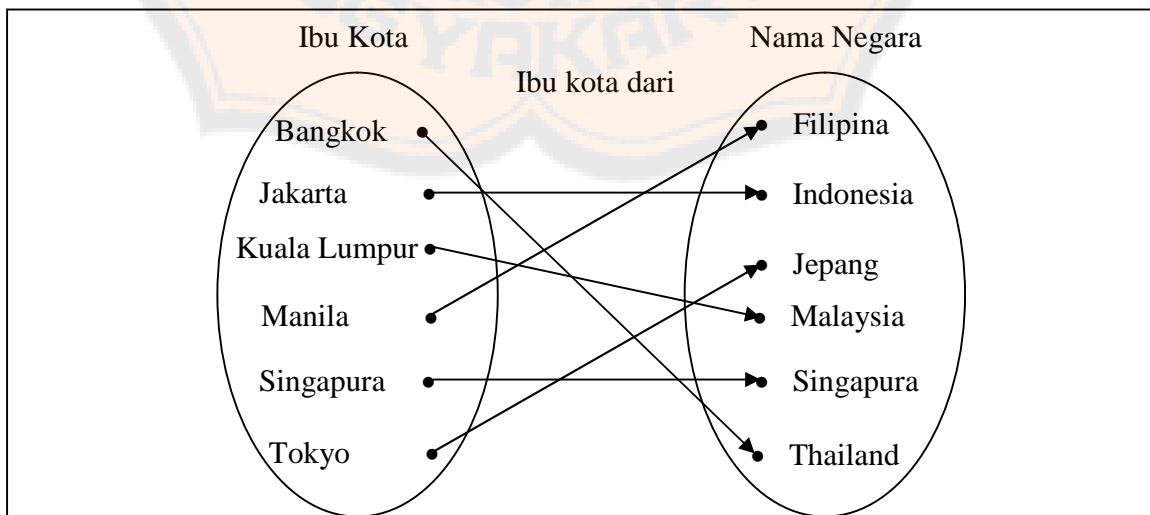 Ibu Kota Nama Negara
Ibu kota dari
Bangkok Filipina
Jakarta Indonesia
Kuala Lumpur Jepang
Manila Malaysia
Singapura Singapura
Tokyo Thailand
YAKAR